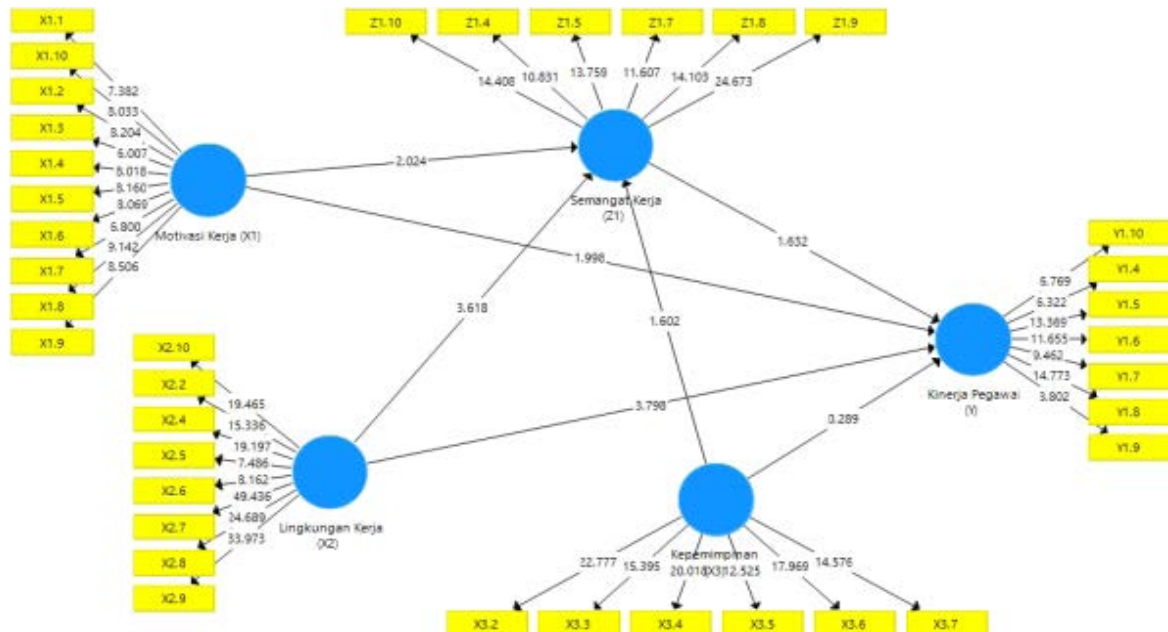 X1.1
X1.10
X1.2
X1.3
X1.4
X1.5
X1.6
X1.7
X1.8
X1.9
7.382
8.033
8.204
6.007
8.018
8.160
8.069
6.800
9.142
8.506
Motivasi Kerja (X1)
Z1.10
Z1.4
Z1.5
Z1.7
Z1.8
Z1.9
14.408
10.831
13.759
11.607
14.103
24.673
Semangat Kerja
(Z1)
2.024
1.998
3.618
1.602
1.632
3.798
0.289
X2.10
X2.2
X2.4
X2.5
X2.6
X2.7
X2.8
X2.9
19.465
15.336
19.197
7.486
8.162
49.436
33.973
Lingkungan Kerja
(X2)
Y1.10
Y1.4
Y1.5
Y1.6
Y1.7
Y1.8
Y1.9
6.322
13.369
11.655
9.462
14.773
3.802
Kinerja Pegawai
(Y)
Kepemimpinan
(X3)
22.777
15.395
20.018
12.525
17.969
14.576
X3.2
X3.3
X3.4
X3.5
X3.6
X3.7